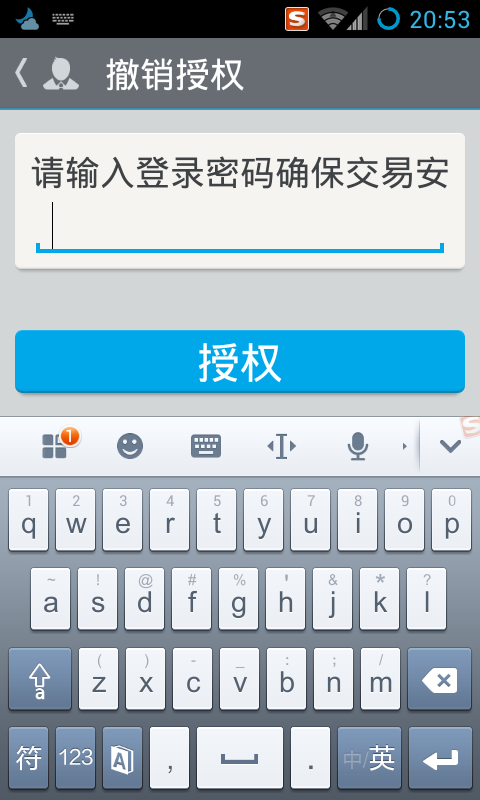 S 20:53
撤销授权
请输入登录密码确保交易安
授权
1
1 2 3 4 5 6 7 8 9 0
q w e r t y u i o p
~ ! @ # % ' & * ?
a s d f g h j k l
( ) - _ : ; /
a z x c v b n m
符 123 A , . 中/英